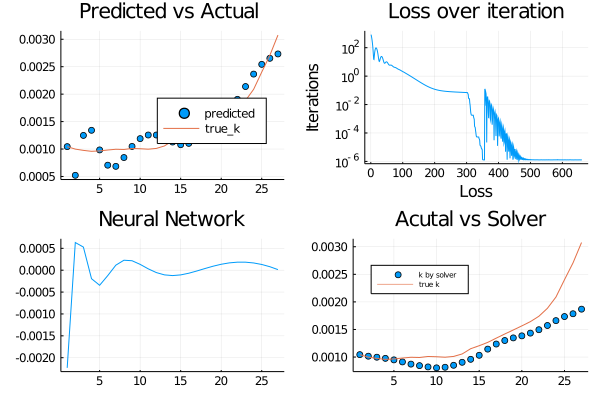 Predicted vs Actual
0.0030
0.0025
0.0020
0.0015
0.0010
0.0005
predicted
true_k
5 10 15 20 25
Loss over iteration
Iterations
10^2
10^0
10^-2
10^-4
10^-6
0 100 200 300 400 500 600
Loss
Neural Network
0.0005
0.0000
-0.0005
-0.0010
-0.0015
-0.0020
5 10 15 20 25
Acutal vs Solver
0.0030
0.0025
0.0020
0.0015
0.0010
k by solver
true k
5 10 15 20 25